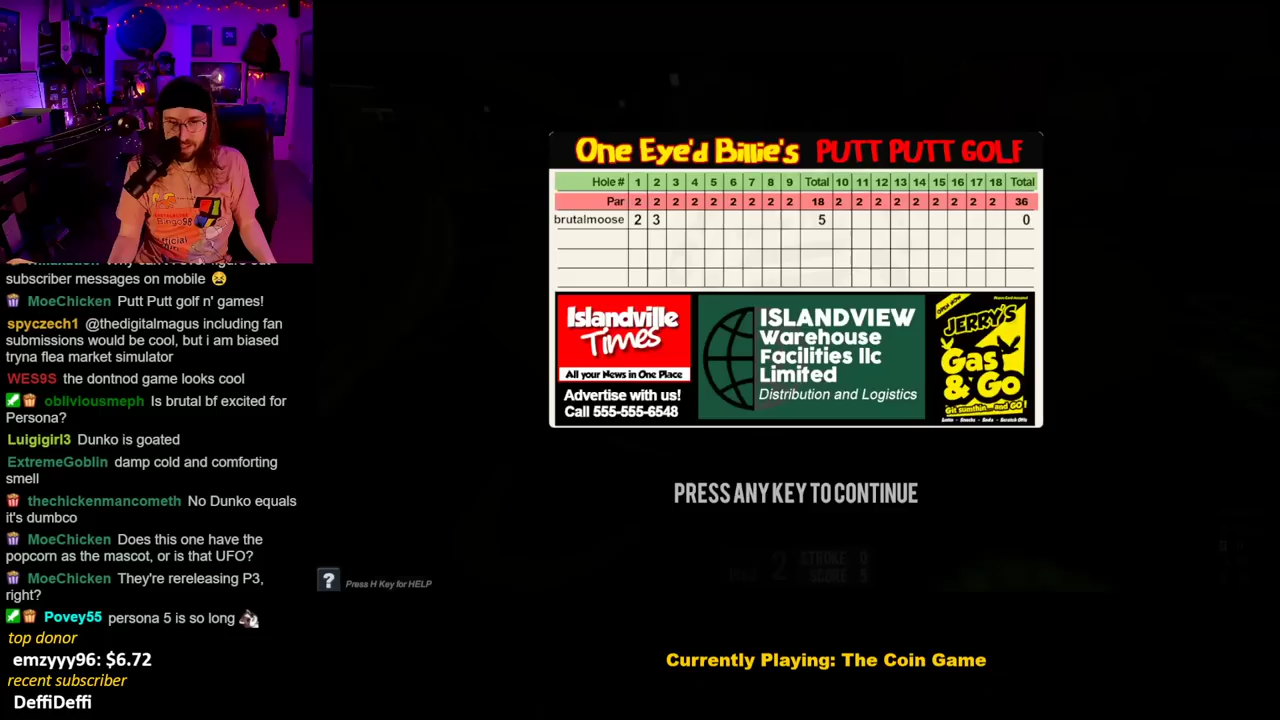 subscriber messages on mobile
MoeChicken Putt Putt golf n' games!
spyczech1 @thedigitalmagus including fan
submissions would be cool, but i am biased
tryna flea market simulator
WES9S the dontnod game looks cool
obliviousmeph Is brutal bf excited for
Persona?
Luigigirl3 Dunko is goated
ExtremeGoblin damp cold and comforting
smell
thechickenmancometh No Dunko equals
it's dumbco
MoeChicken Does this one have the
popcorn as the mascot, or is that UFO?
MoeChicken They're rereleasing P3,
right?
Povey55 persona 5 is so long
top donor
emzyyy96: $6.72
recent subscriber
DeffiDeffi
One Eye'd Billie's PUTT PUTT GOLF
Hole # 1 2 3 4 5 6 7 8 9 Total 10 11 12 13 14 15 16 17 18 Total
Par 2 2 2 2 2 2 2 2 2 18 2 2 2 2 2 2 2 2 2 36
brutalmoose 2 3 5 0
Islandville
Times
All your News in One Place
Advertise with us!
Call 555-555-6548
ISLANDVIEW
Warehouse
Facilities llc
Limited
Distribution and Logistics
JERRY'S
Gas
& Go
Git sumthin... and GO!
PRESS ANY KEY TO CONTINUE
2 STROKE 0
SCORE 5
? Press H Key for HELP
Currently Playing: The Coin Game